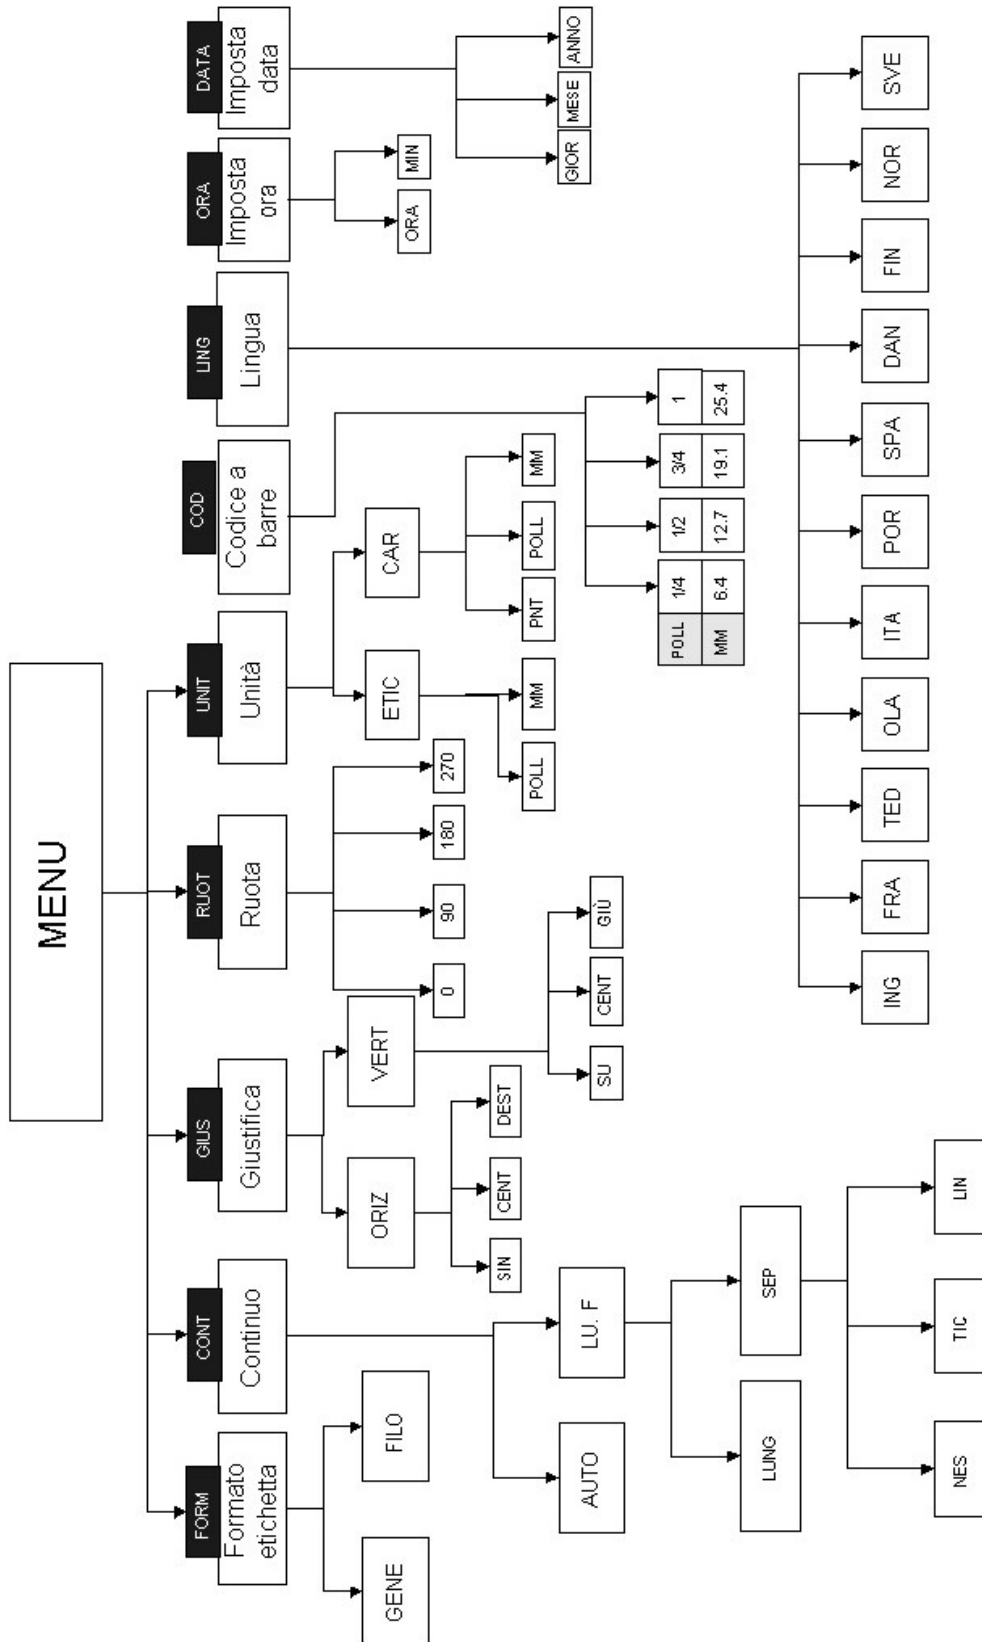 MENU
FORM
Formato
etichetta
GENE
FILO
CONT
Continuo
AUTO
LU. F
LUNG
SEP
NES
TIC
LIN
GIUS
Giustifica
ORIZ
VERT
SIN
CENT
DEST
SU
CENT
GIÙ
RUOT
Ruota
0
90
180
270
UNIT
Unità
ETIC
CAR
POLL
MM
PNT
POLL
MM
COD
Codice a
barre
POLL 1/4 1/2 3/4 1
MM 6.4 12.7 19.1 25.4
LING
Lingua
ING
FRA
TED
OLA
ITA
POR
SPA
DAN
FIN
NOR
SVE
ORA
Imposta
ora
ORA
MIN
DATA
Imposta
data
GIOR
MESE
ANNO